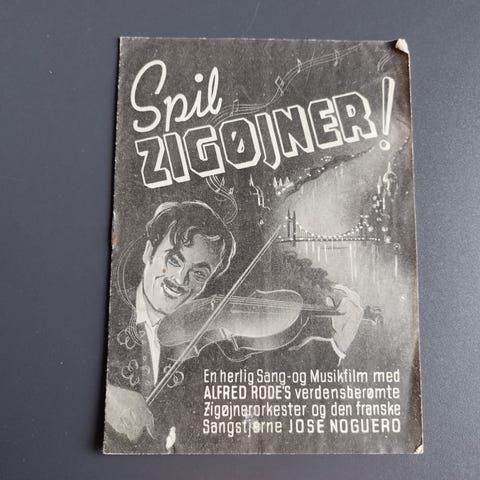 Spil
ZIGØJNER!
En herlig Sang-og Musikfilm med
ALFRED RODE'S verdensberømte
Zigøjnerorkester og den franske
Sangstjerne JOSE NOGUERO